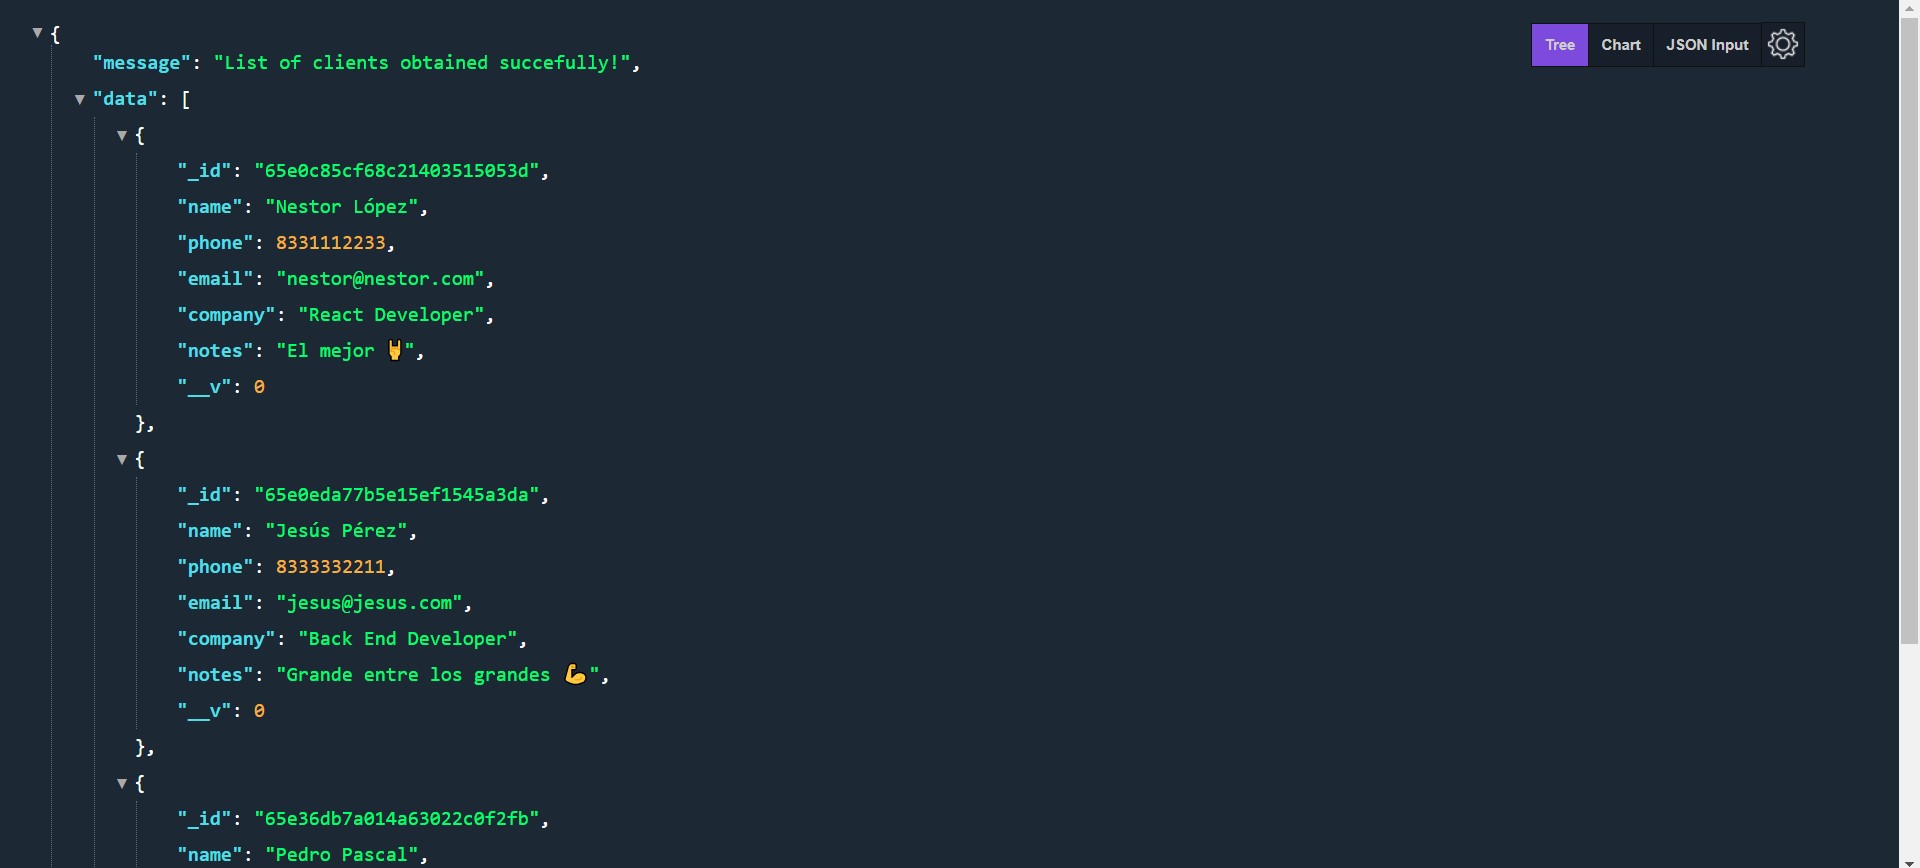 {
Tree Chart JSON Input
"message": "List of clients obtained succefully!",
"data": [
{
"_id": "65e0c85cf68c21403515053d",
"name": "Nestor López",
"phone": 8331112233,
"email": "nestor@nestor.com",
"company": "React Developer",
"notes": "El mejor 🤘",
"__v": 0
},
{
"_id": "65e0eda77b5e15ef1545a3da",
"name": "Jesús Pérez",
"phone": 8333332211,
"email": "jesus@jesus.com",
"company": "Back End Developer",
"notes": "Grande entre los grandes 💪",
"__v": 0
},
{
"_id": "65e36db7a014a63022c0f2fb",
"name": "Pedro Pascal",